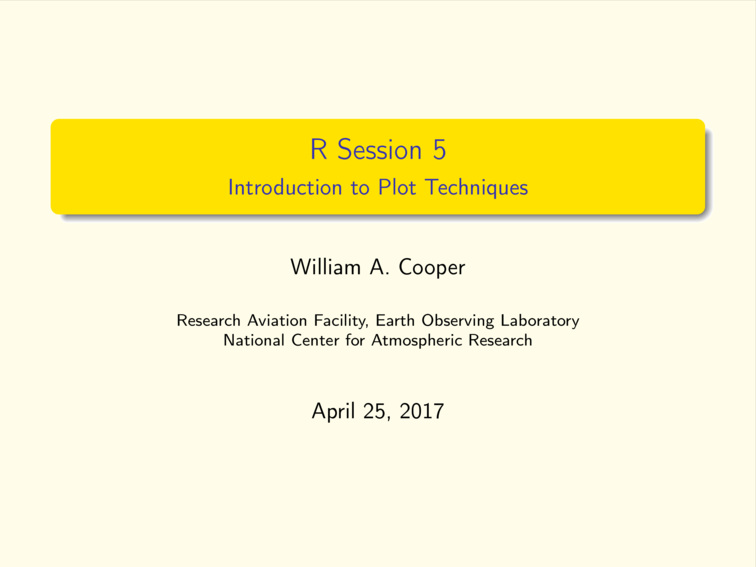 R Session 5
Introduction to Plot Techniques
William A. Cooper
Research Aviation Facility, Earth Observing Laboratory
National Center for Atmospheric Research
April 25, 2017